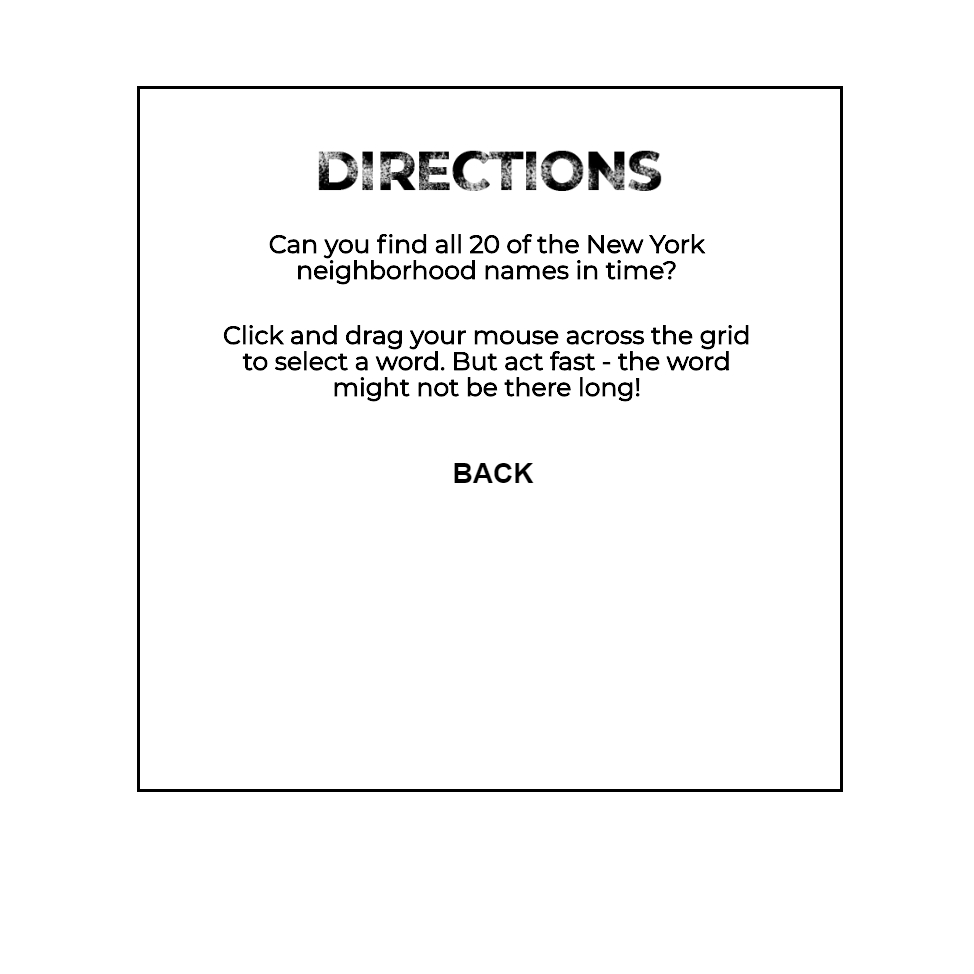 DIRECTIONS
Can you find all 20 of the New York
neighborhood names in time?
Click and drag your mouse across the grid
to select a word. But act fast - the word
might not be there long!
BACK